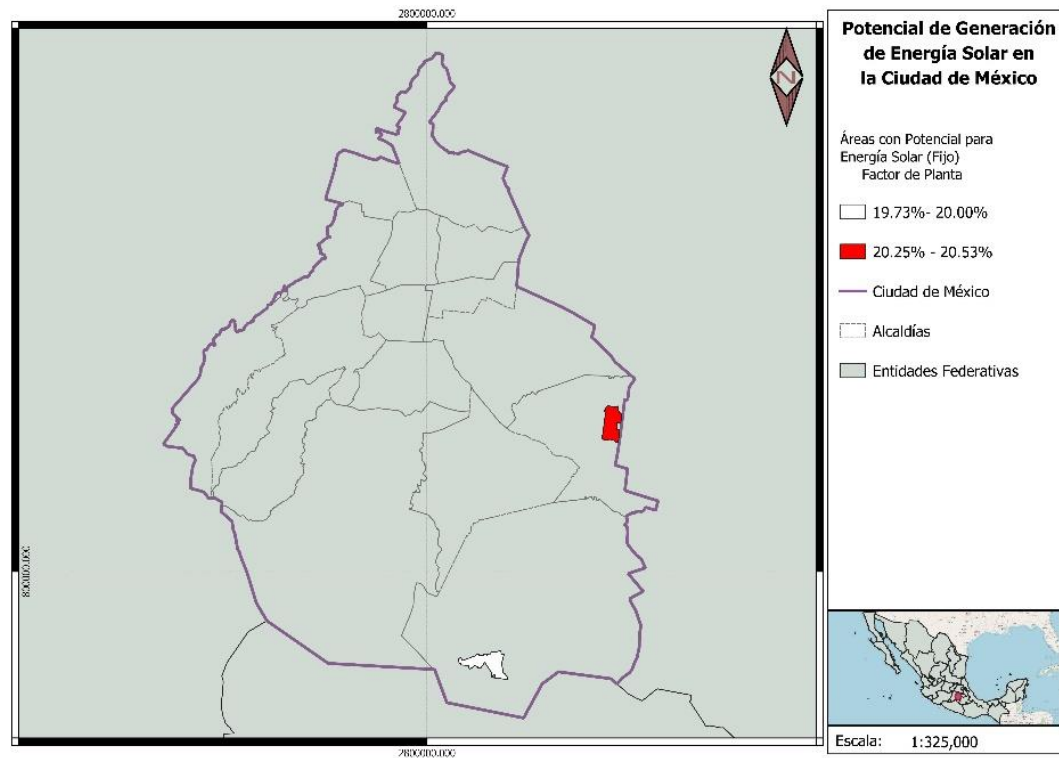 2800000.000
Potencial de Generación
de Energía Solar en
la Ciudad de México
N
Áreas con Potencial para
Energía Solar (Fijo)
Factor de Planta
19.73%- 20.00%
20.25% - 20.53%
Ciudad de México
Alcaldías
Entidades Federativas
800000.000
2800000.000
Escala: 1:325,000